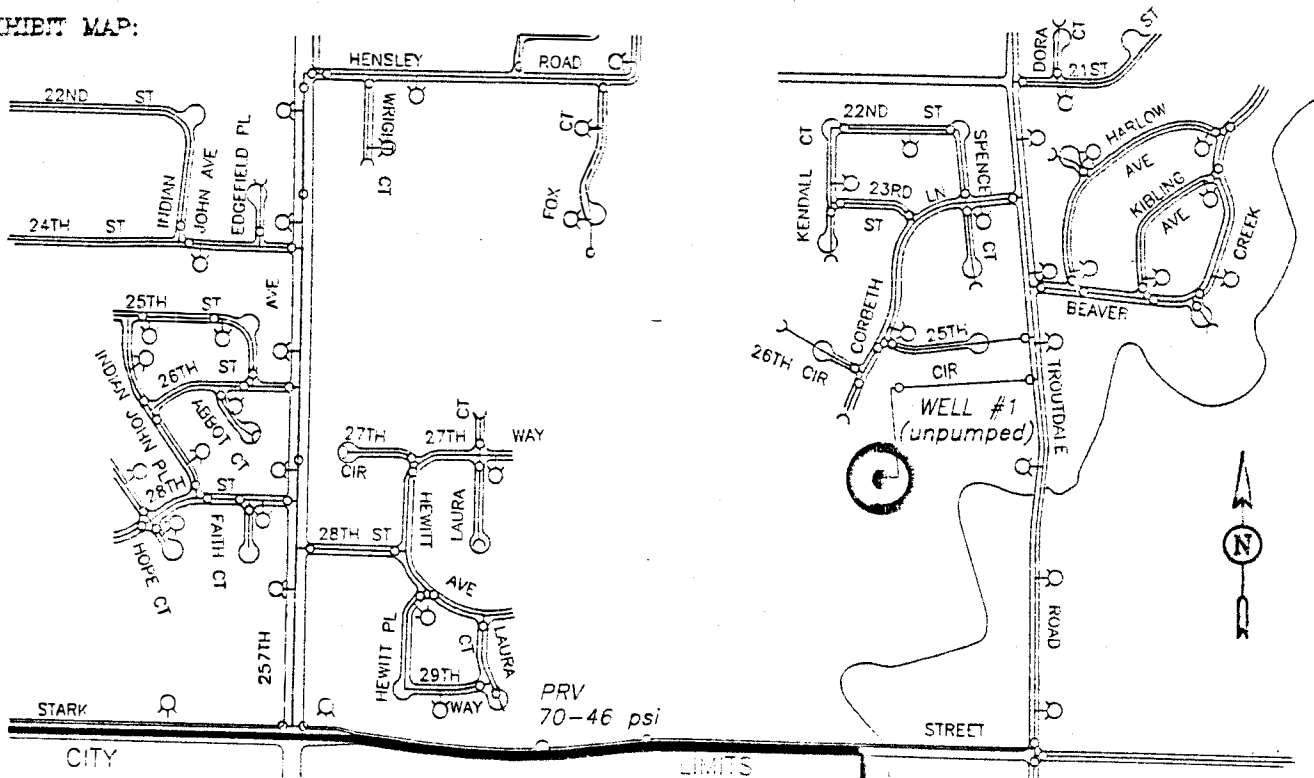 EXHIBIT MAP:
HENSLEY ROAD
22ND ST
INDIAN JOHN AVE
EDGEFIELD PL
24TH ST
WRIGHT CT
FOX CT
257TH AVE
25TH ST
26TH ST
INDIAN JOHN PL
ABBOT CT
28TH ST
FAITH CT
HOPE CT
27TH CIR
27TH WAY
LAURA CT
HEWITT AVE
28TH ST
HEWITT PL
LAURA CT
29TH WAY
DORA CT
21ST ST
22ND ST
KENDALL CT
SPENCE CT
23RD ST
CORBETH LN
HARLOW AVE
KIBLING AVE
BEAVER CREEK
25TH CIR
26TH CIR
TROUTDALE ROAD
WELL #1
(unpumped)
N
PRV
70-46 psi
STARK STREET
CITY LIMITS